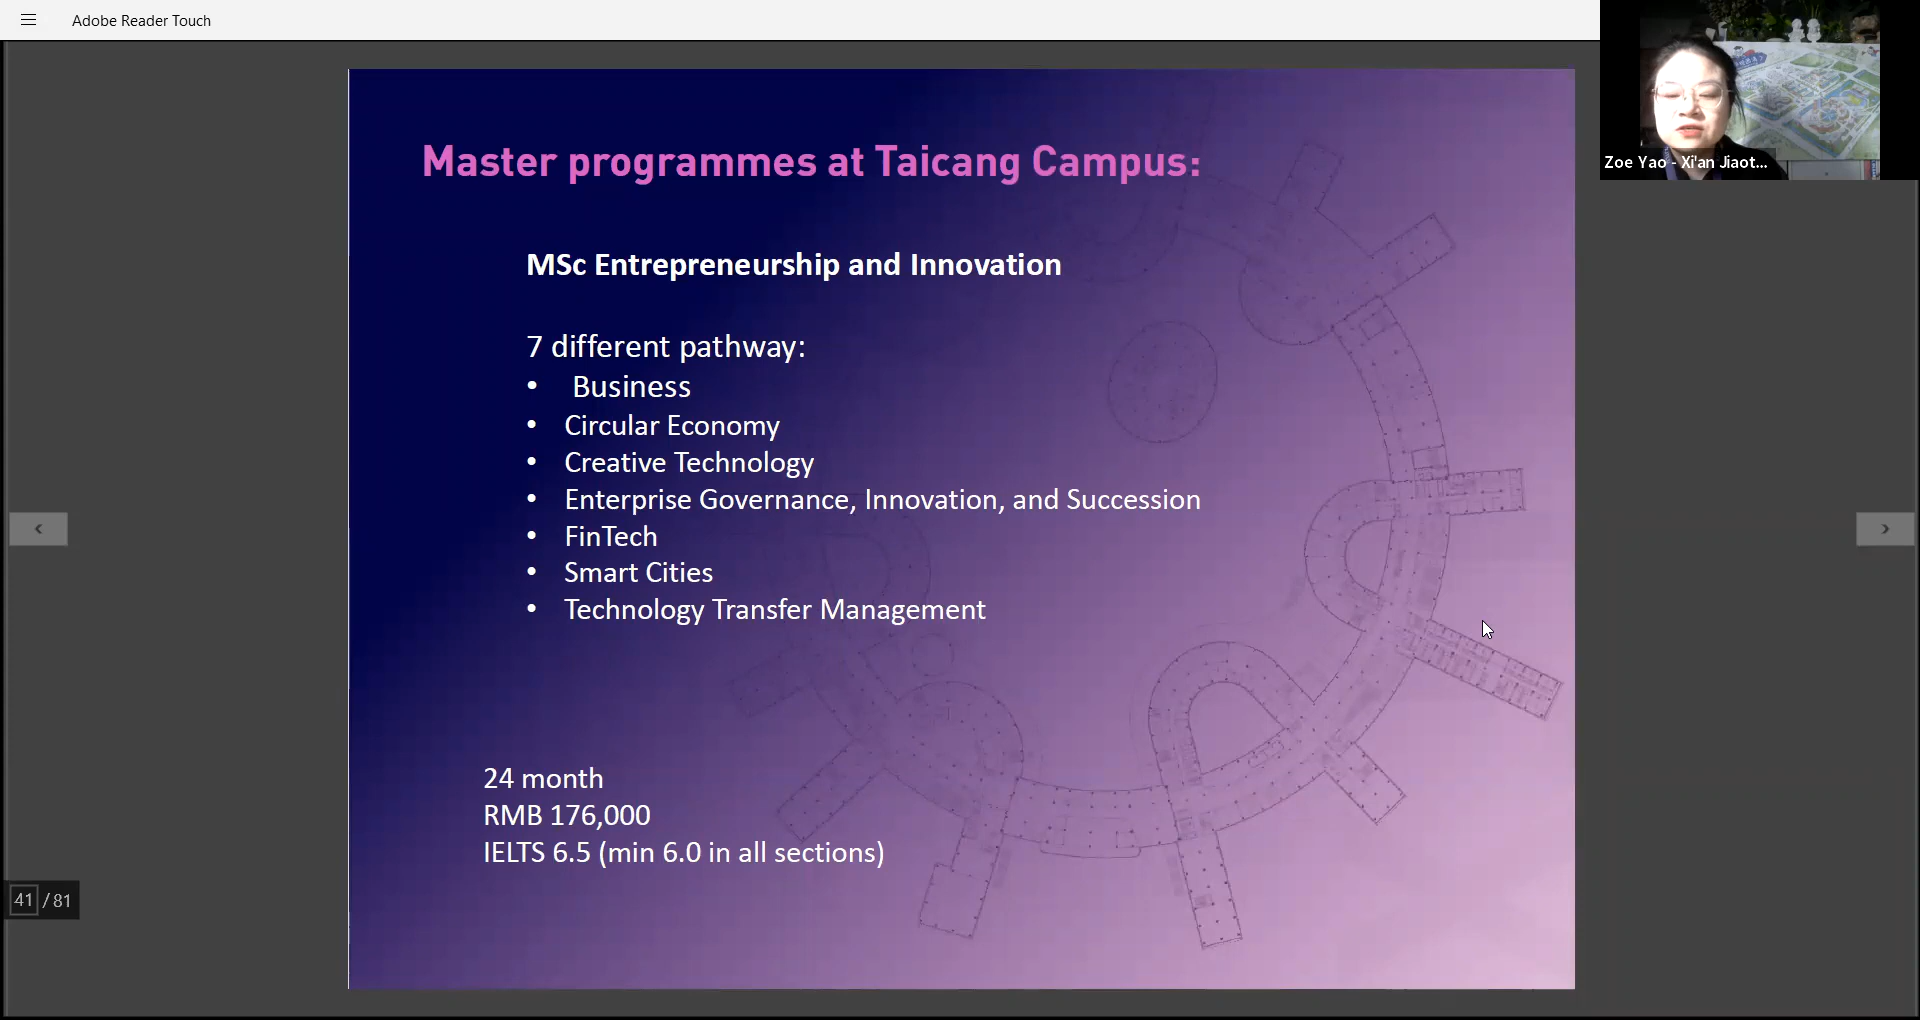 Adobe Reader Touch
Zoe Yao - Xi'an Jiaot...
Master programmes at Taicang Campus:
MSc Entrepreneurship and Innovation
7 different pathway:
• Business
• Circular Economy
• Creative Technology
• Enterprise Governance, Innovation, and Succession
• FinTech
• Smart Cities
• Technology Transfer Management
24 month
RMB 176,000
IELTS 6.5 (min 6.0 in all sections)
41 / 81